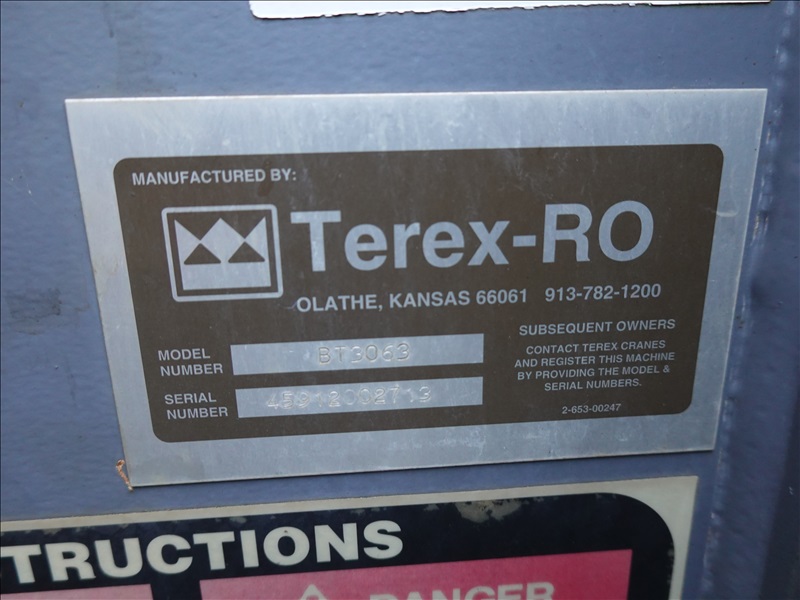 MANUFACTURED BY:
Terex-RO
OLATHE, KANSAS 66061 913-782-1200
MODEL NUMBER BT3063
SERIAL NUMBER
SUBSEQUENT OWNERS
CONTACT TEREX CRANES
AND REGISTER THIS MACHINE
BY PROVIDING THE MODEL &
SERIAL NUMBERS.
2-653-00247
TRUCTIONS
DANGER